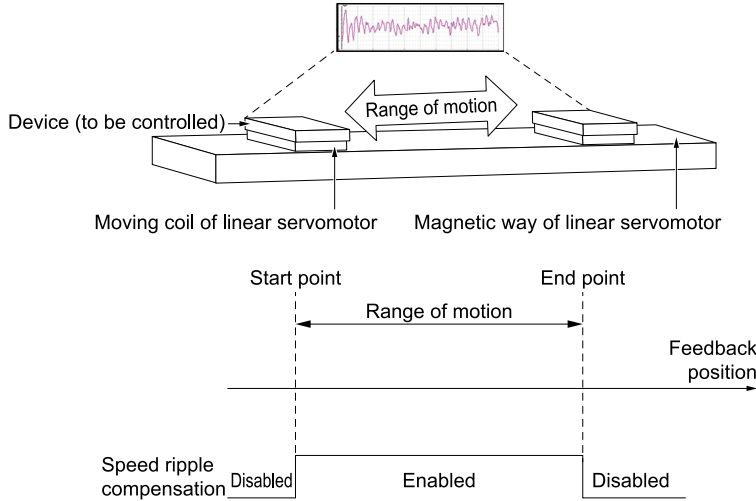 Range of motion
Device (to be controlled)
Moving coil of linear servomotor
Magnetic way of linear servomotor
Start point
End point
Range of motion
Feedback
position
Speed ripple
compensation
Disabled
Enabled
Disabled